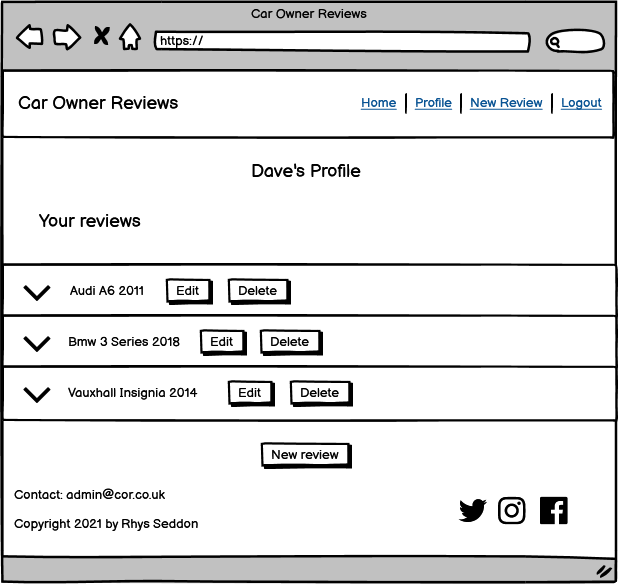 Car Owner Reviews
https://
Car Owner Reviews
Home Profile New Review Logout
Dave's Profile
Your reviews
Audi A6 2011 Edit Delete
Bmw 3 Series 2018 Edit Delete
Vauxhall Insignia 2014 Edit Delete
New review
Contact: admin@cor.co.uk
Copyright 2021 by Rhys Seddon